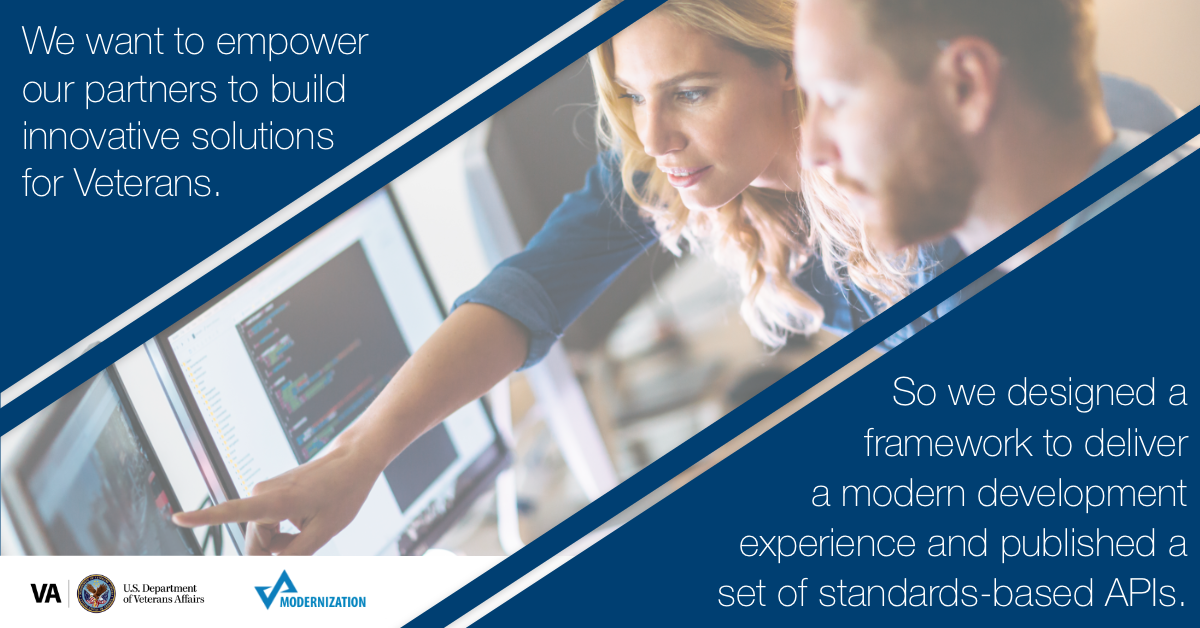 We want to empower
our partners to build
innovative solutions
for Veterans.
So we designed a
framework to deliver
a modern development
experience and published a
set of standards-based APIs.
VA
U.S. Department
of Veterans Affairs
MODERNIZATION